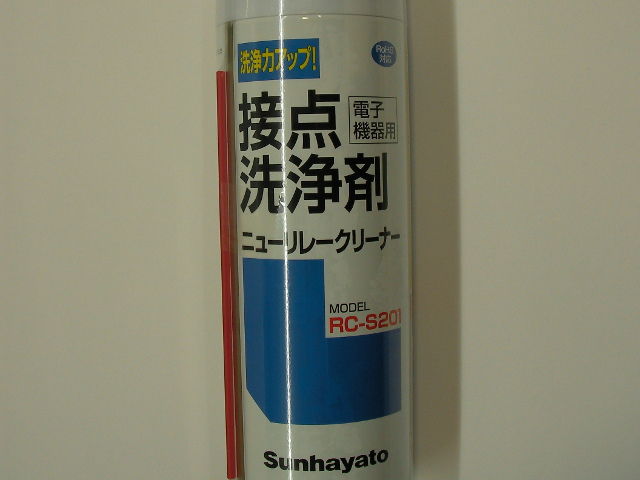 洗浄力アップ!
RoHS
対応
接点
電子
機器用
洗浄剤
ニューリレークリーナー
MODEL
RC-S201
Sunhayato